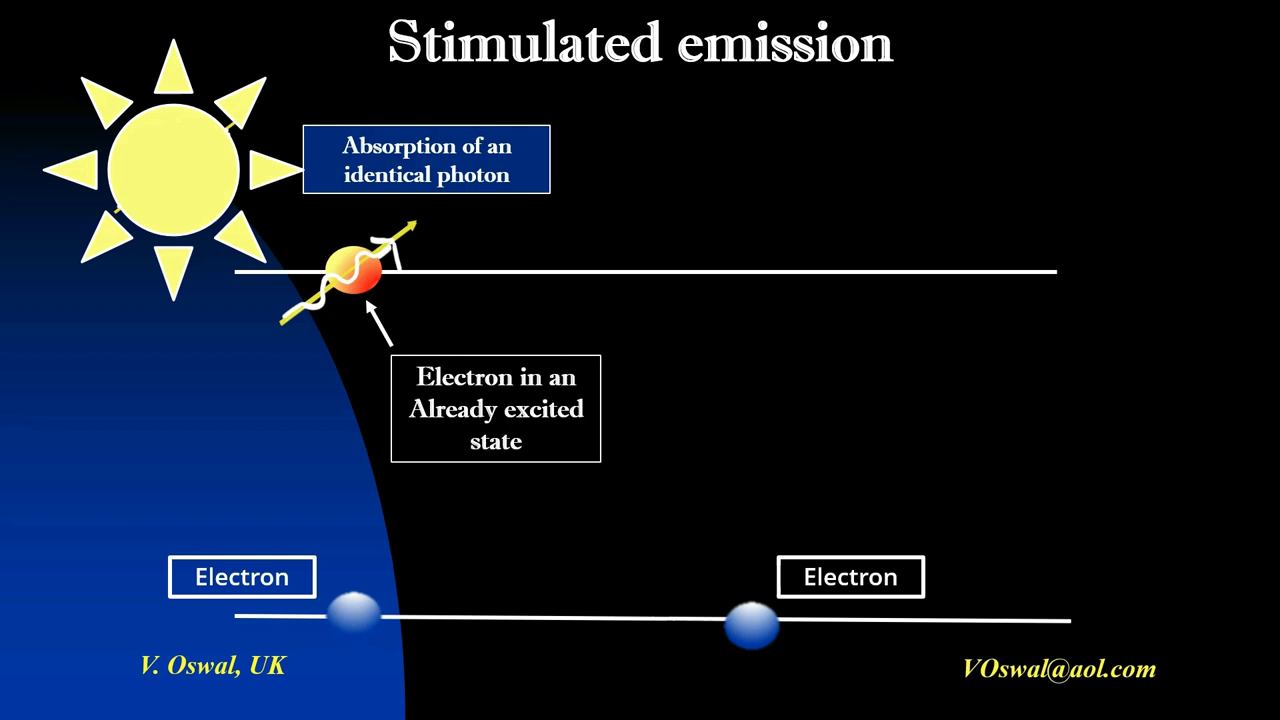 Stimulated emission
Absorption of an
identical photon
Electron in an
Already excited
state
Electron
Electron
V. Oswal, UK
VOswal@aol.com